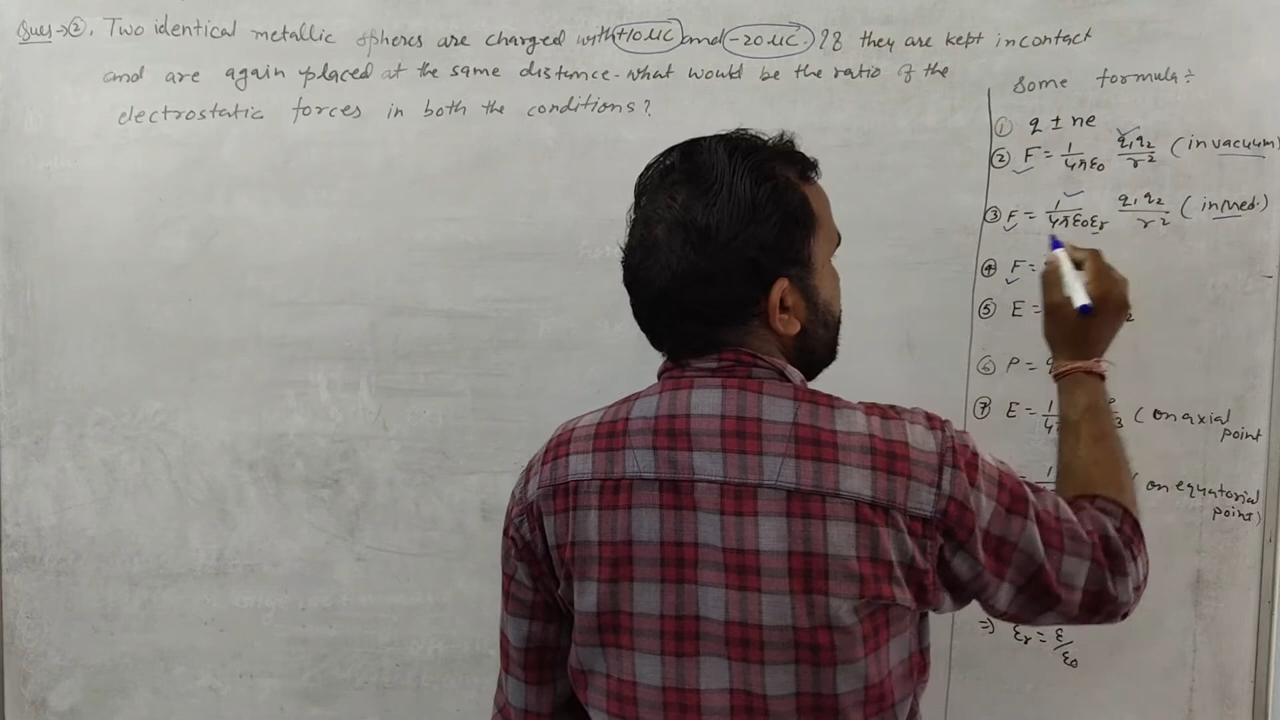 Ques→②. Two identical metallic spheres are charged with +10 μC and -20 μC. If they are kept in contact
and are again placed at the same distance. what would be the ratio of the
electrostatic forces in both the conditions?
Some formula÷
① q ± ne
② F = 1/4πε0 q1q2/r² (in vacuum)
③ F = 1/4πε0εr q1q2/r² (in Med.)
④ F =
⑤ E = 2
⑥ P =
⑦ E = 1/4π 3 (on axial
point
1 on equatorial
point)
⇒ εr = ε/ε0